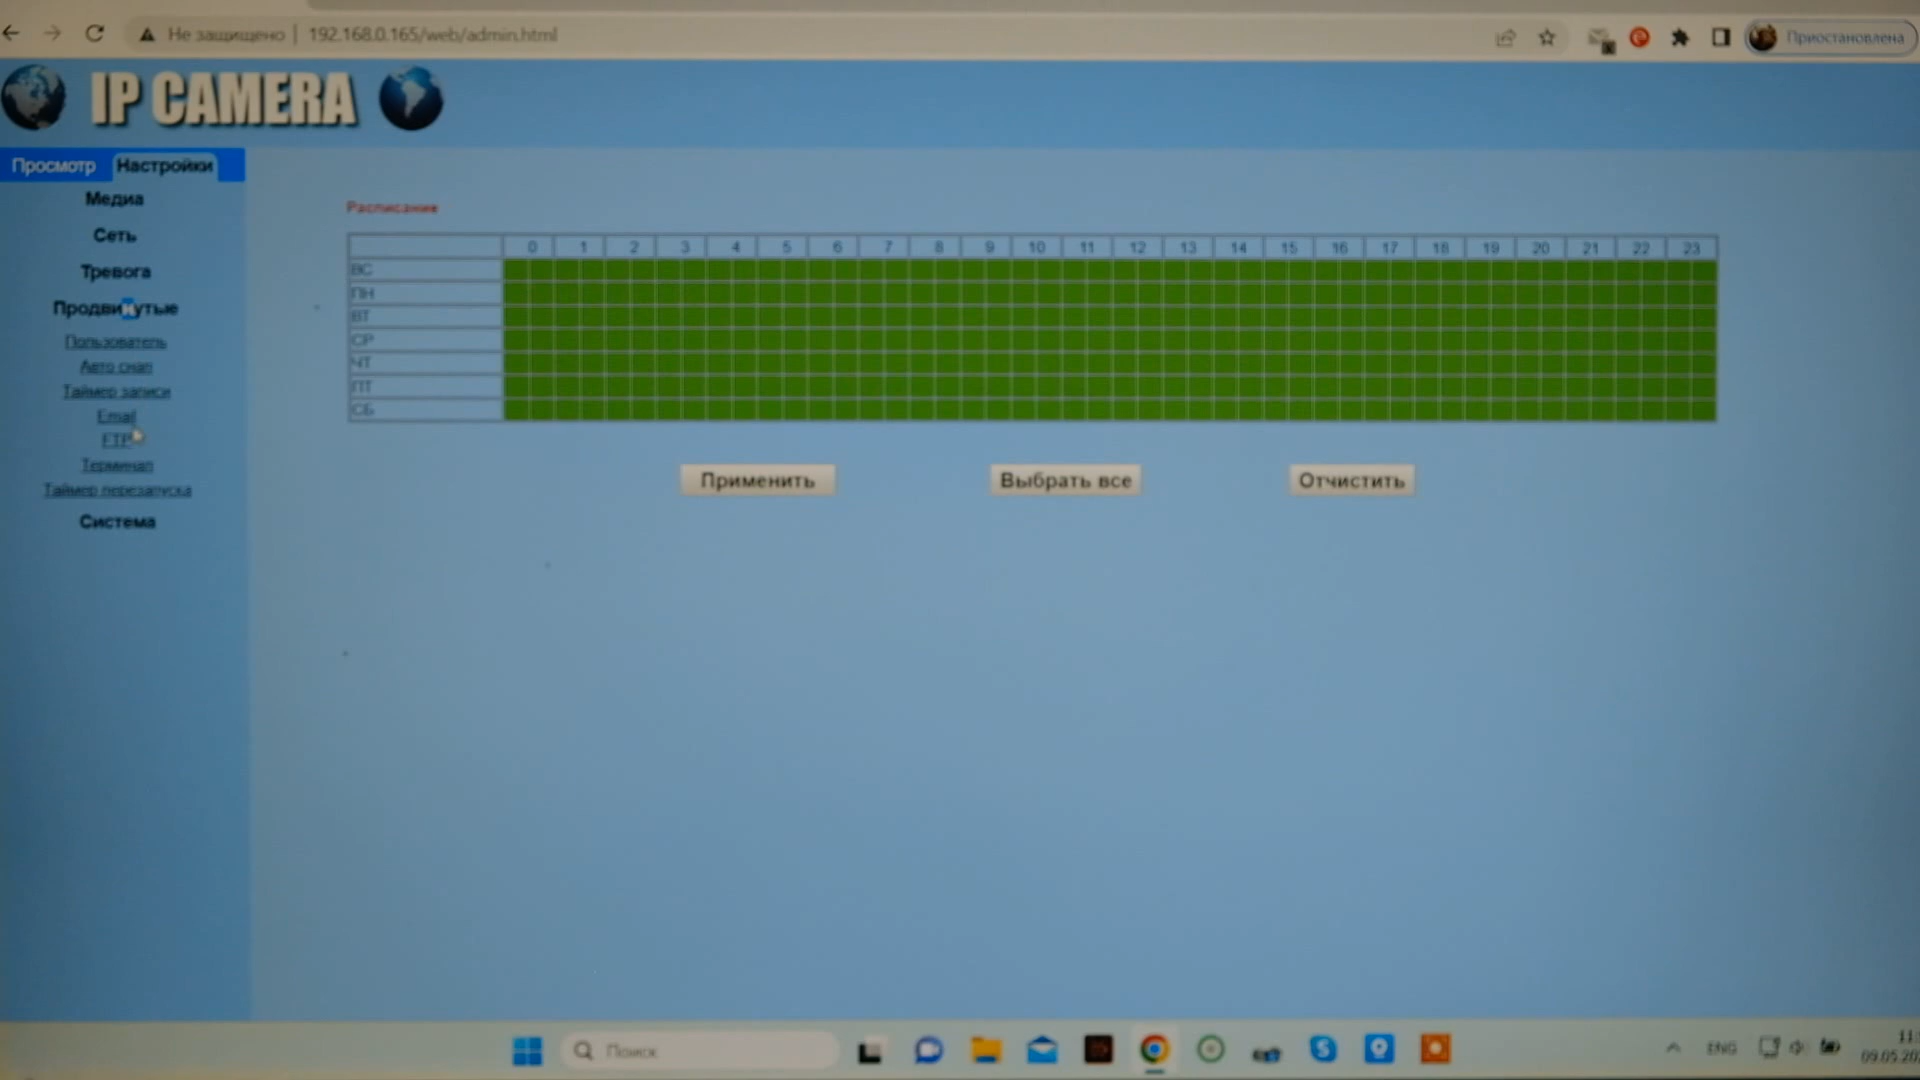 Не защищено | 192.168.0.165/web/admin.html
Приостановлена
IP CAMERA
Просмотр Настройки
Медиа
Сеть
Тревога
Продвинутые
Пользователь
Авто снап
Таймер записи
Email
FTP
Терминал
Таймер перезапуска
Система
Расписание
0 1 2 3 4 5 6 7 8 9 10 11 12 13 14 15 16 17 18 19 20 21 22 23
ВС
ПН
ВТ
СР
ЧТ
ПТ
СБ
Применить Выбрать все Отчистить
Поиск
ENG